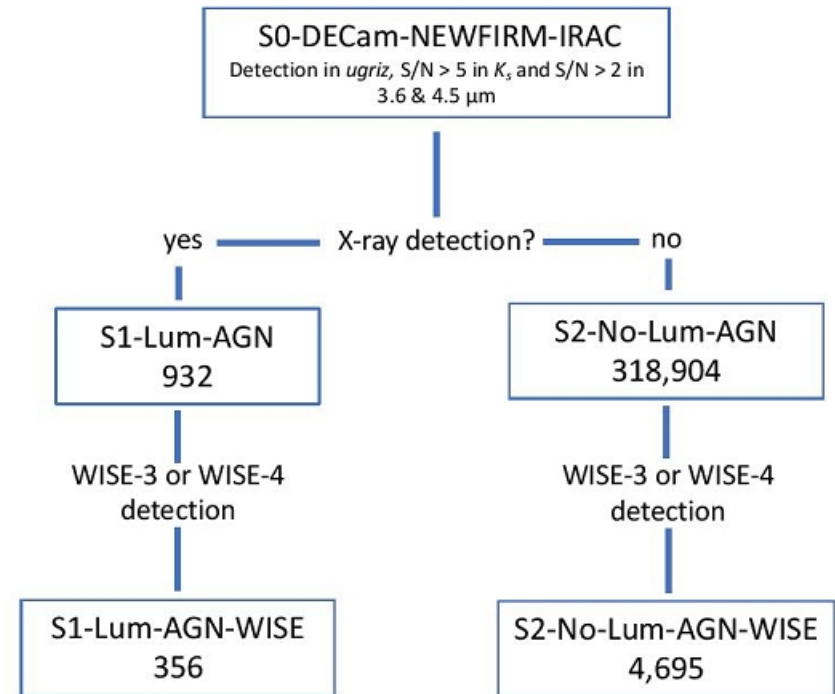 S0-DECam-NEWFIRM-IRAC
Detection in ugriz, S/N > 5 in Ks and S/N > 2 in
3.6 & 4.5 μm
yes
X-ray detection?
no
S1-Lum-AGN
932
S2-No-Lum-AGN
318,904
WISE-3 or WISE-4
detection
WISE-3 or WISE-4
detection
S1-Lum-AGN-WISE
356
S2-No-Lum-AGN-WISE
4,695